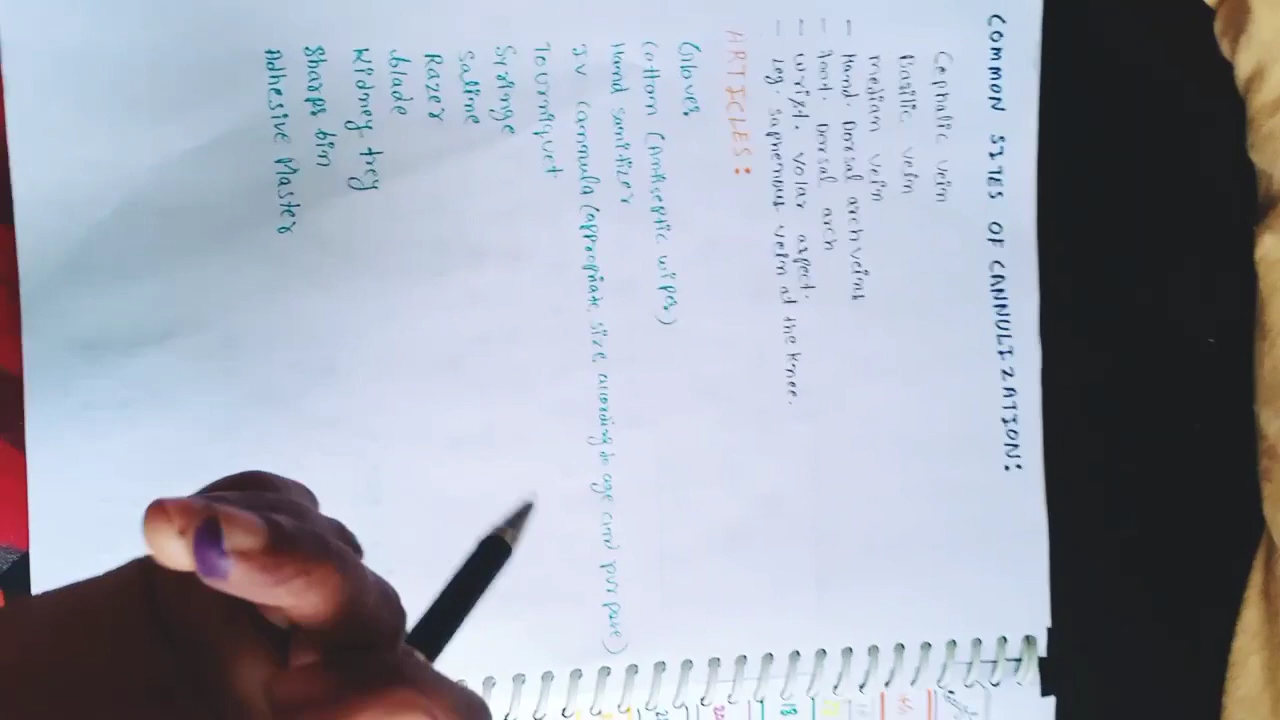 COMMON SITES OF CANNULIZATION:
Cephalic vein
Basilic vein
median vein
- Hand. Dorsal arch veins
- Foot. Dorsal arch
- Wrist. volar aspect.
- Leg. saphenous vein at the knee.
ARTICLES:
Gloves
Cotton (Antiseptic wipes)
Hand sanitizer
IV Cannula (appropriate size according to age and purpose)
Tourniquet
Sringe
Saline
Razer
blade
Kidney trey
Sharps bin
Adhesive Plaster